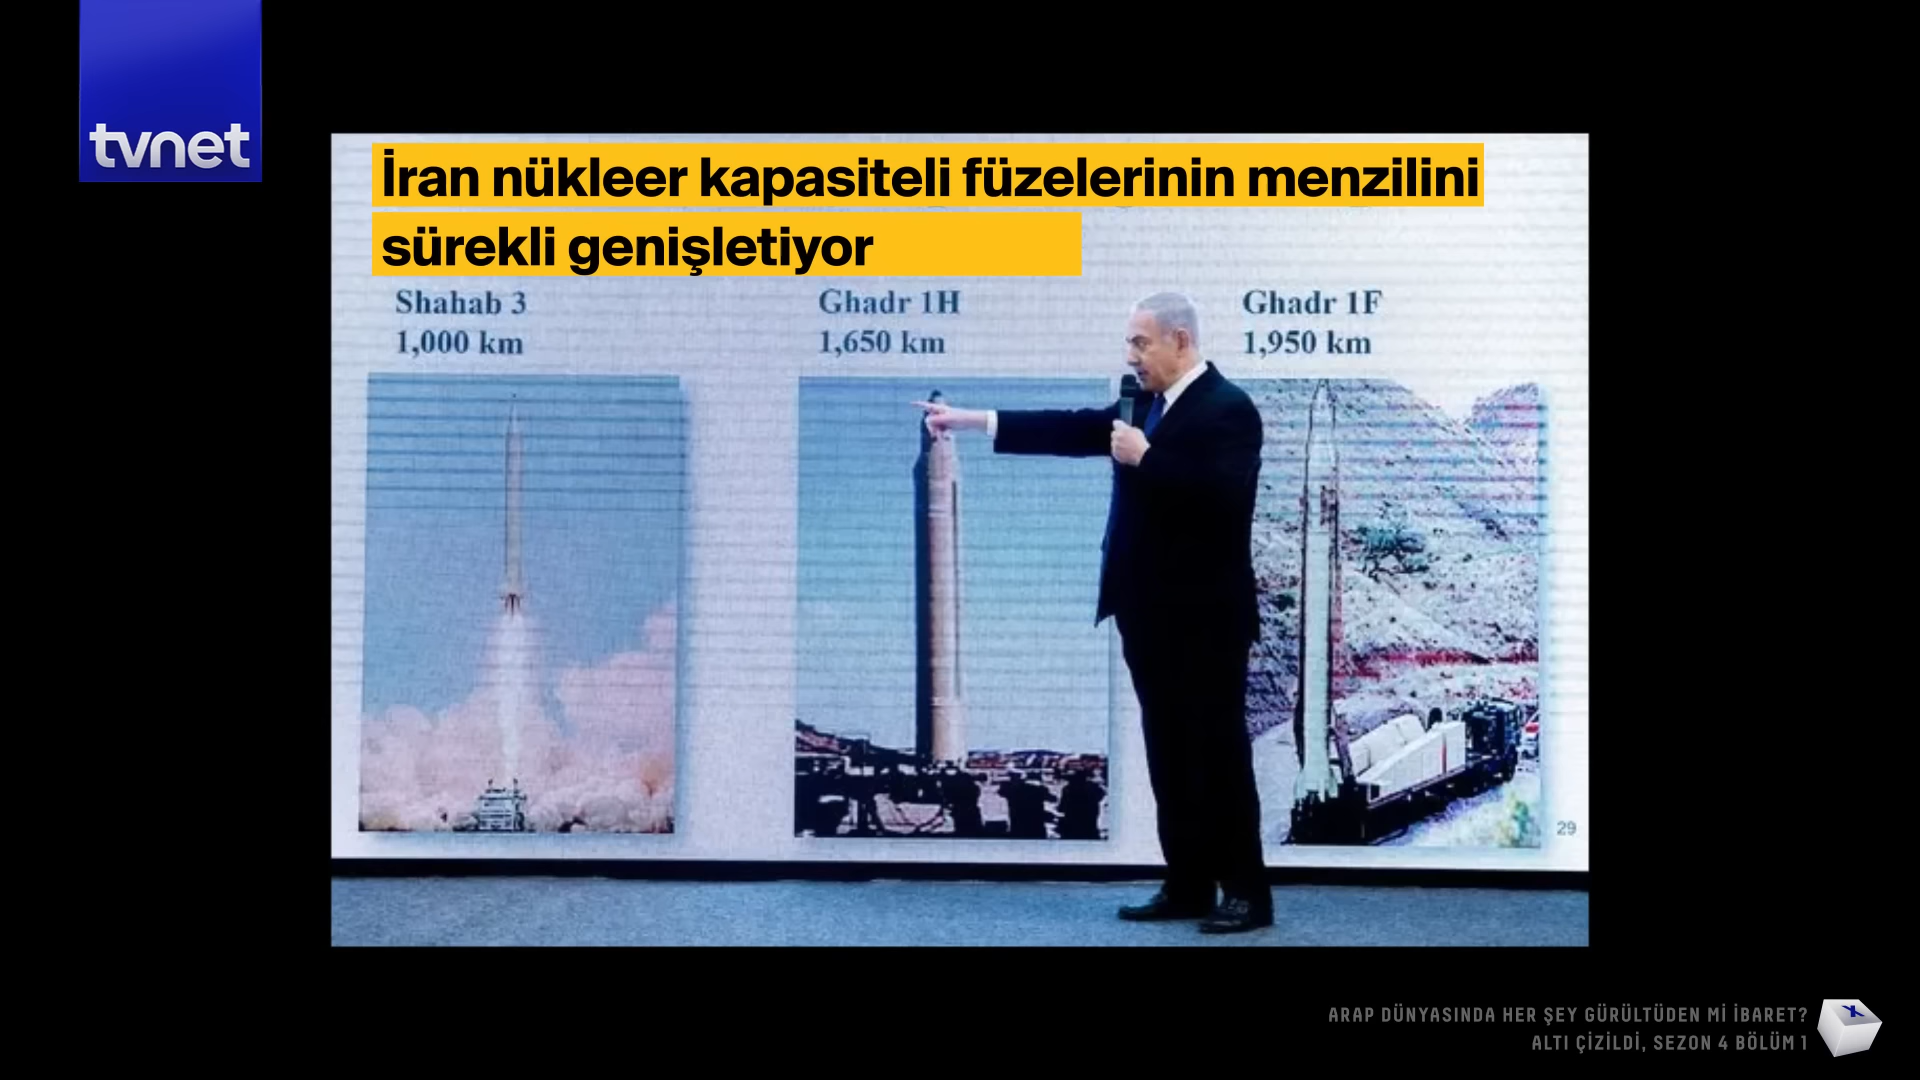 tvnet
İran nükleer kapasiteli füzelerinin menzilini
sürekli genişletiyor
Shahab 3
1,000 km
Ghadr 1H
1,650 km
Ghadr 1F
1,950 km
29
ARAP DÜNYASINDA HER ŞEY GÜRÜLTÜDEN Mİ İBARET?
ALTI ÇİZİLDİ, SEZON 4 BÖLÜM 1